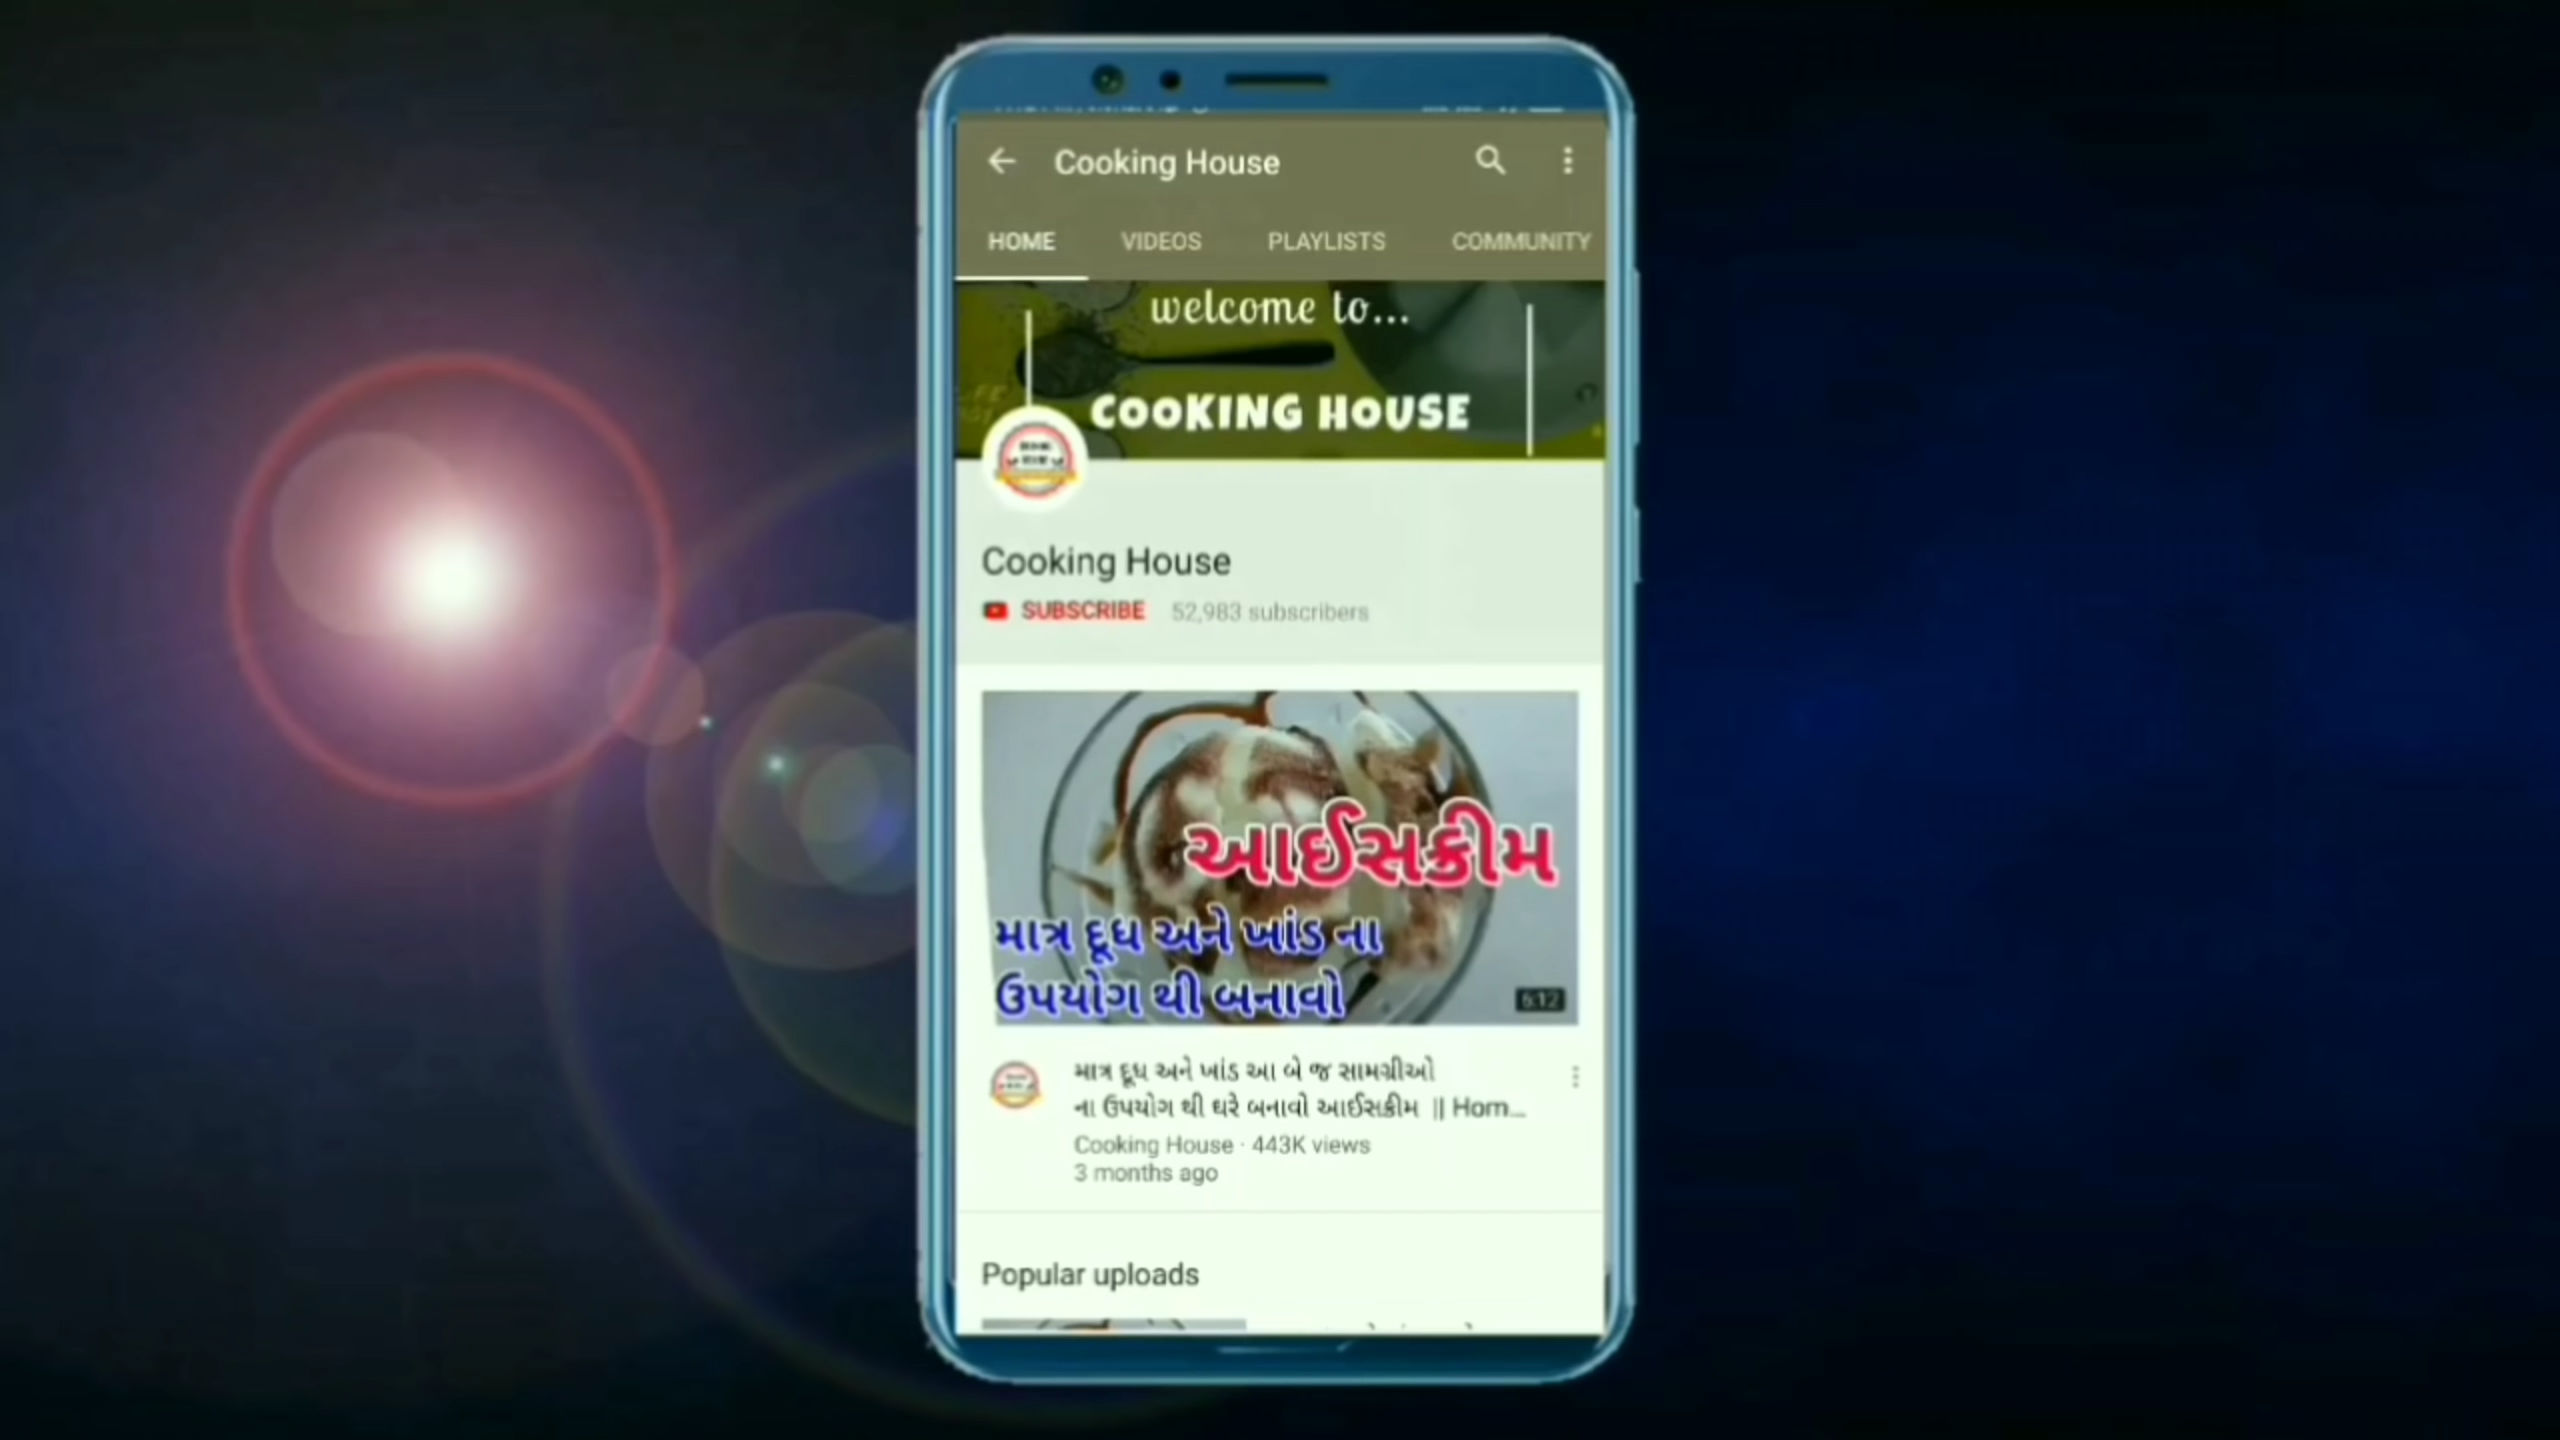 Cooking House
HOME VIDEOS PLAYLISTS COMMUNITY
welcome to...
COOKING HOUSE
Cooking House
SUBSCRIBE 52,983 subscribers
આઈસક્રીમ
માત્ર દૂધ અને ખાંડ ના
ઉપયોગ થી બનાવો
6:12
માત્ર દૂધ અને ખાંડ આ બે જ સામગ્રીઓ
ના ઉપયોગ થી ઘરે બનાવો આઈસક્રીમ || Hom...
Cooking House · 443K views
3 months ago
Popular uploads